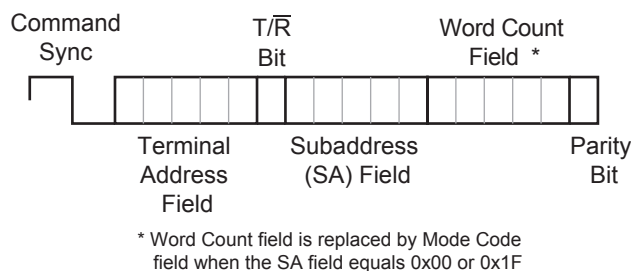 Command
Sync
T/R̅
Bit
Word Count
Field *
Terminal
Address
Field
Subaddress
(SA) Field
Parity
Bit
* Word Count field is replaced by Mode Code
field when the SA field equals 0x00 or 0x1F